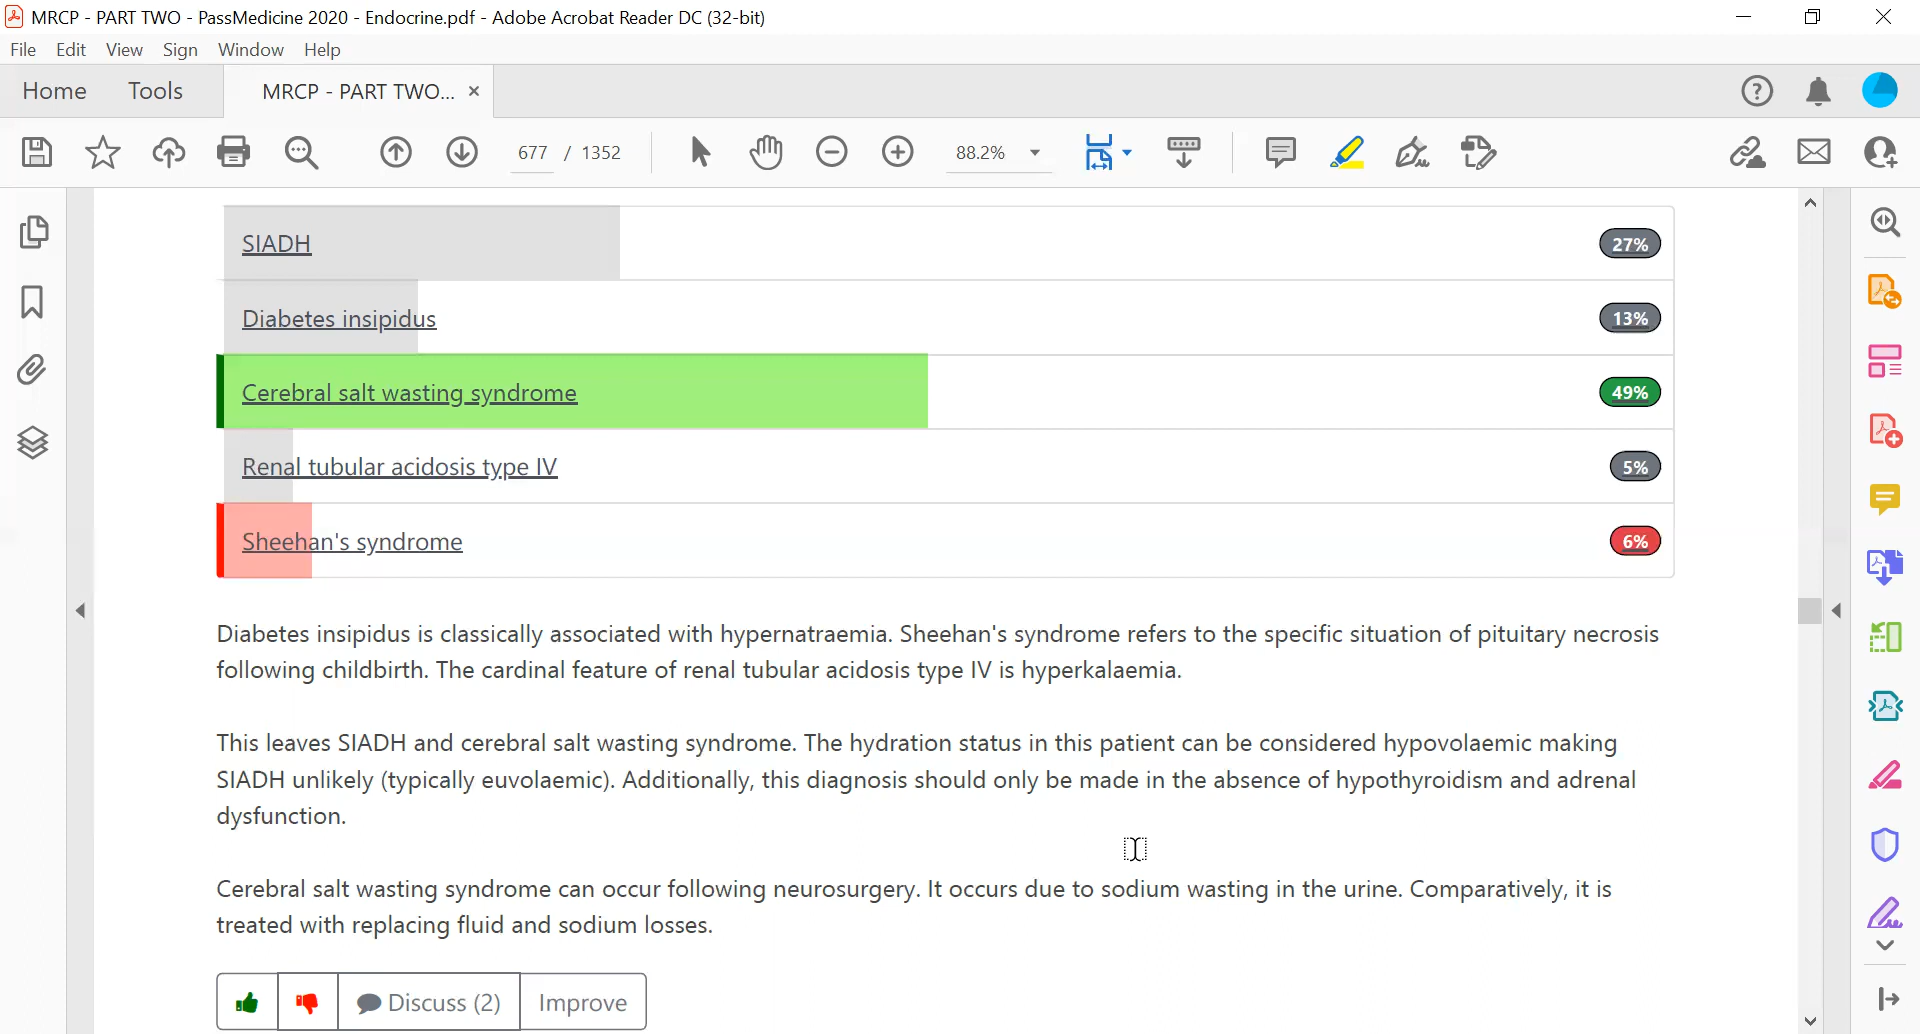 MRCP - PART TWO - PassMedicine 2020 - Endocrine.pdf - Adobe Acrobat Reader DC (32-bit)
File Edit View Sign Window Help
Home Tools MRCP - PART TWO... ×
677 / 1352 88.2%
SIADH 27%
Diabetes insipidus 13%
Cerebral salt wasting syndrome 49%
Renal tubular acidosis type IV 5%
Sheehan's syndrome 6%
Diabetes insipidus is classically associated with hypernatraemia. Sheehan's syndrome refers to the specific situation of pituitary necrosis
following childbirth. The cardinal feature of renal tubular acidosis type IV is hyperkalaemia.
This leaves SIADH and cerebral salt wasting syndrome. The hydration status in this patient can be considered hypovolaemic making
SIADH unlikely (typically euvolaemic). Additionally, this diagnosis should only be made in the absence of hypothyroidism and adrenal
dysfunction.
Cerebral salt wasting syndrome can occur following neurosurgery. It occurs due to sodium wasting in the urine. Comparatively, it is
treated with replacing fluid and sodium losses.
Discuss (2) Improve